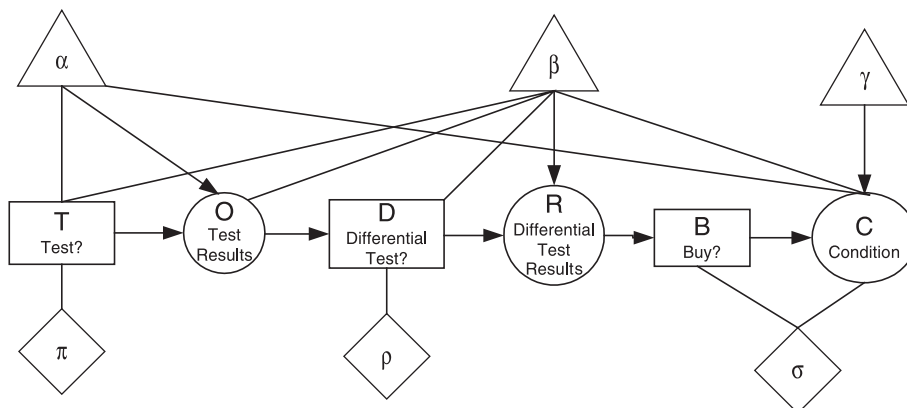 α
β
γ
T
Test?
O
Test
Results
D
Differential
Test?
R
Differential
Test
Results
B
Buy?
C
Condition
π
ρ
σ